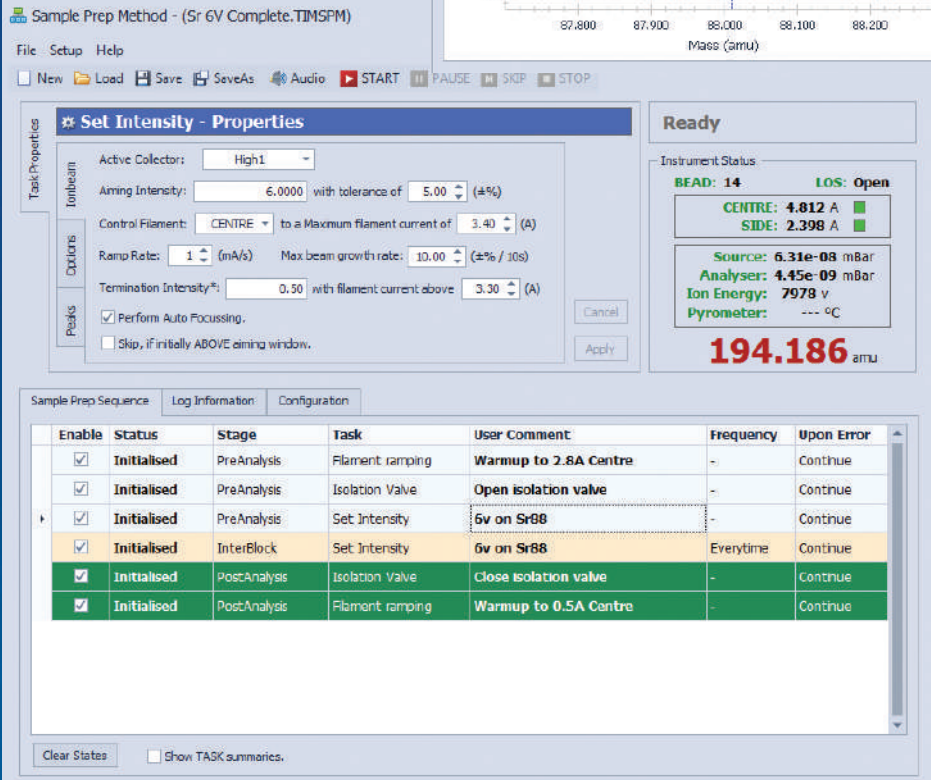 Sample Prep Method - (Sr 6V Complete.TIMSPM)
87.800 87.900 88.000 88.100 88.200
Mass (amu)
File Setup Help
New Load Save SaveAs Audio START PAUSE SKIP STOP
Task Properties
Set Intensity - Properties
Ionbeam
Options
Peaks
Active Collector: High1
Aiming Intensity: 6.0000 with tolerance of 5.00 (±%)
Control Filament: CENTRE to a Maximum filament current of 3.40 (A)
Ramp Rate: 1 (mA/s) Max beam growth rate: 10.00 (±% / 10s)
Termination Intensity*: 0.50 with filament current above 3.30 (A)
Perform Auto Focussing.
Skip, if initially ABOVE aiming window.
Cancel
Apply
Ready
Instrument Status
BEAD: 14 LOS: Open
CENTRE: 4.812 A
SIDE: 2.398 A
Source: 6.31e-08 mBar
Analyser: 4.45e-09 mBar
Ion Energy: 7978 v
Pyrometer: --- ºC
194.186 amu
Sample Prep Sequence Log Information Configuration
Enable Status Stage Task User Comment Frequency Upon Error
Initialised PreAnalysis Filament ramping Warmup to 2.8A Centre - Continue
Initialised PreAnalysis Isolation Valve Open isolation valve - Continue
Initialised PreAnalysis Set Intensity 6v on Sr88 - Continue
Initialised InterBlock Set Intensity 6v on Sr88 Everytime Continue
Initialised PostAnalysis Isolation Valve Close isolation valve - Continue
Initialised PostAnalysis Filament ramping Warmup to 0.5A Centre - Continue
Clear States Show TASK summaries.